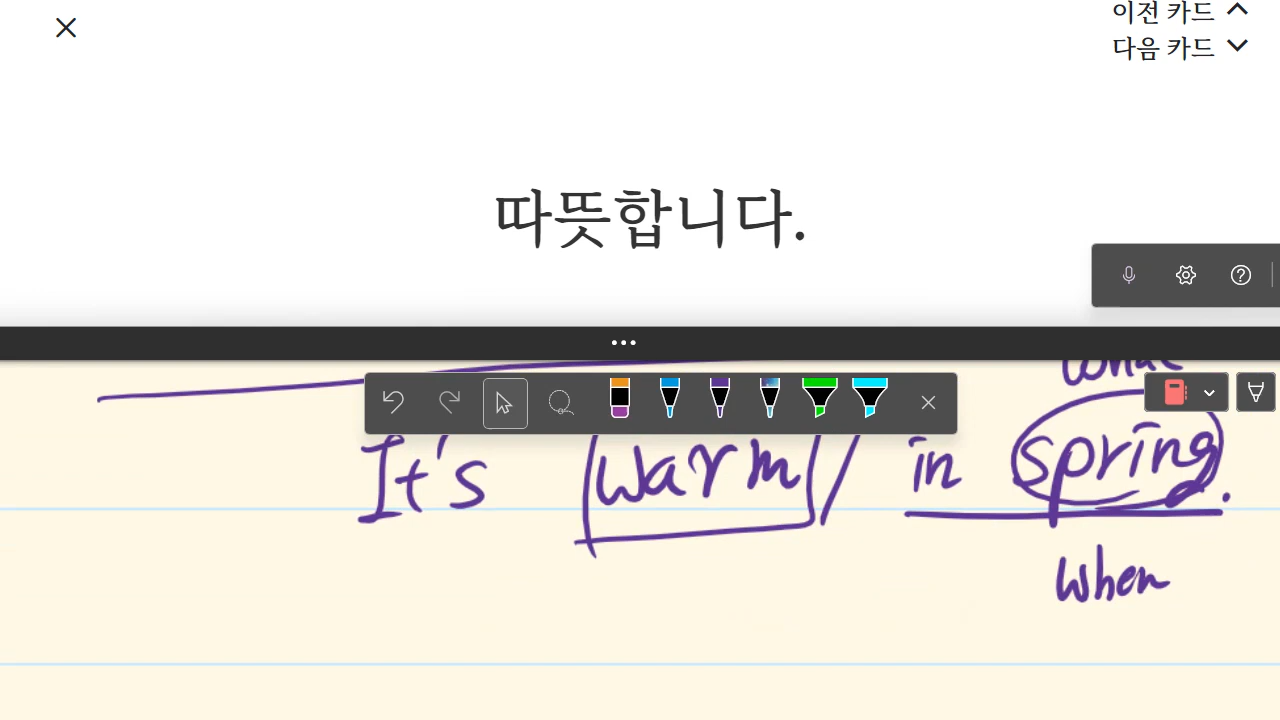 이전 카드
다음 카드
따뜻합니다.
It's warm / in spring.
when